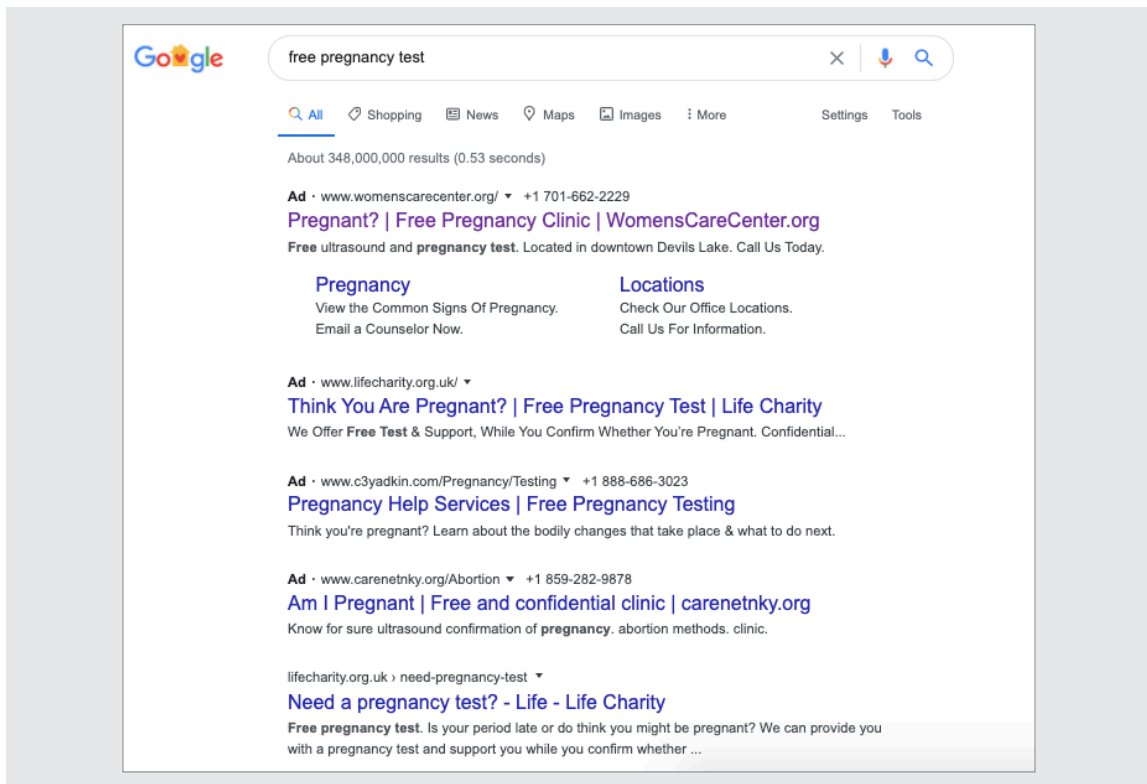 Google
free pregnancy test
All Shopping News Maps Images More Settings Tools
About 348,000,000 results (0.53 seconds)
Ad · www.womenscarecenter.org/ +1 701-662-2229
Pregnant? | Free Pregnancy Clinic | WomensCareCenter.org
Free ultrasound and pregnancy test. Located in downtown Devils Lake. Call Us Today.
Pregnancy Locations
View the Common Signs Of Pregnancy. Check Our Office Locations.
Email a Counselor Now. Call Us For Information.
Ad · www.lifecharity.org.uk/
Think You Are Pregnant? | Free Pregnancy Test | Life Charity
We Offer Free Test & Support, While You Confirm Whether You're Pregnant. Confidential...
Ad · www.c3yadkin.com/Pregnancy/Testing +1 888-686-3023
Pregnancy Help Services | Free Pregnancy Testing
Think you're pregnant? Learn about the bodily changes that take place & what to do next.
Ad · www.carenetnky.org/Abortion +1 859-282-9878
Am I Pregnant | Free and confidential clinic | carenetnky.org
Know for sure ultrasound confirmation of pregnancy. abortion methods. clinic.
lifecharity.org.uk › need-pregnancy-test
Need a pregnancy test? - Life - Life Charity
Free pregnancy test. Is your period late or do think you might be pregnant? We can provide you
with a pregnancy test and support you while you confirm whether ...